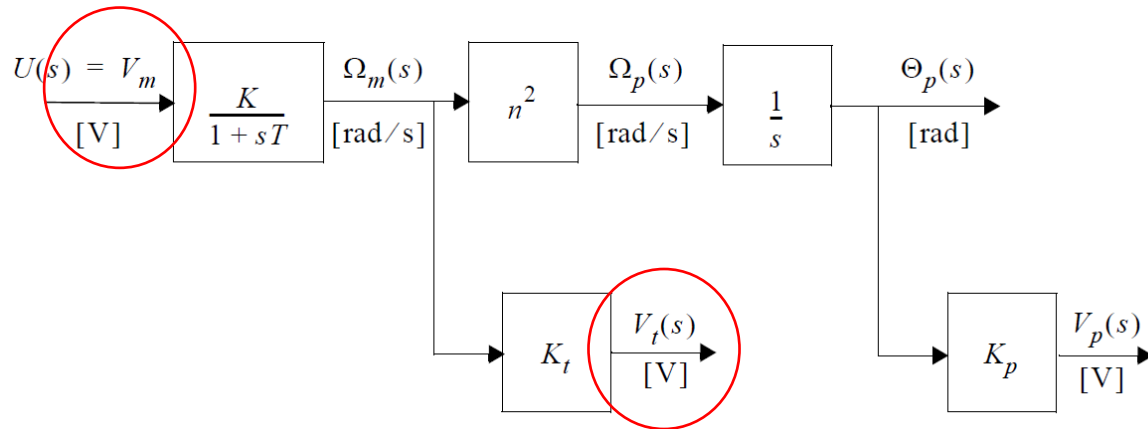 U(s) = V_m
[V]
K
1 + sT
Ω_m(s)
[rad/s]
n^2
Ω_p(s)
[rad/s]
1
s
Θ_p(s)
[rad]
K_t
V_t(s)
[V]
K_p
V_p(s)
[V]